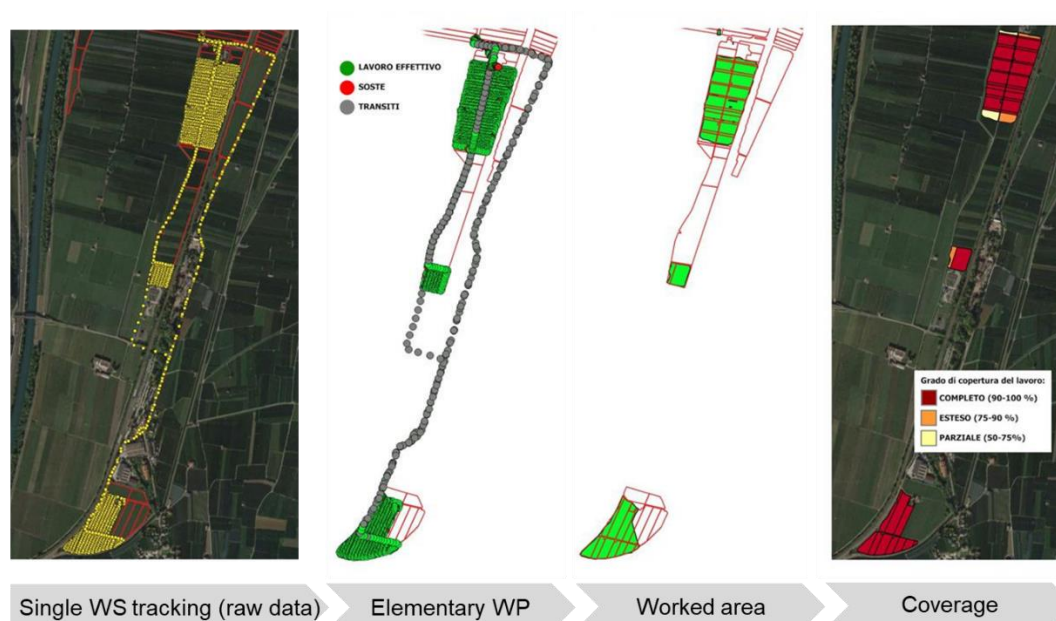 LAVORO EFFETTIVO
SOSTE
TRANSITI
Grado di copertura del lavoro:
COMPLETO (90-100 %)
ESTESO (75-90 %)
PARZIALE (50-75%)
Single WS tracking (raw data)
Elementary WP
Worked area
Coverage